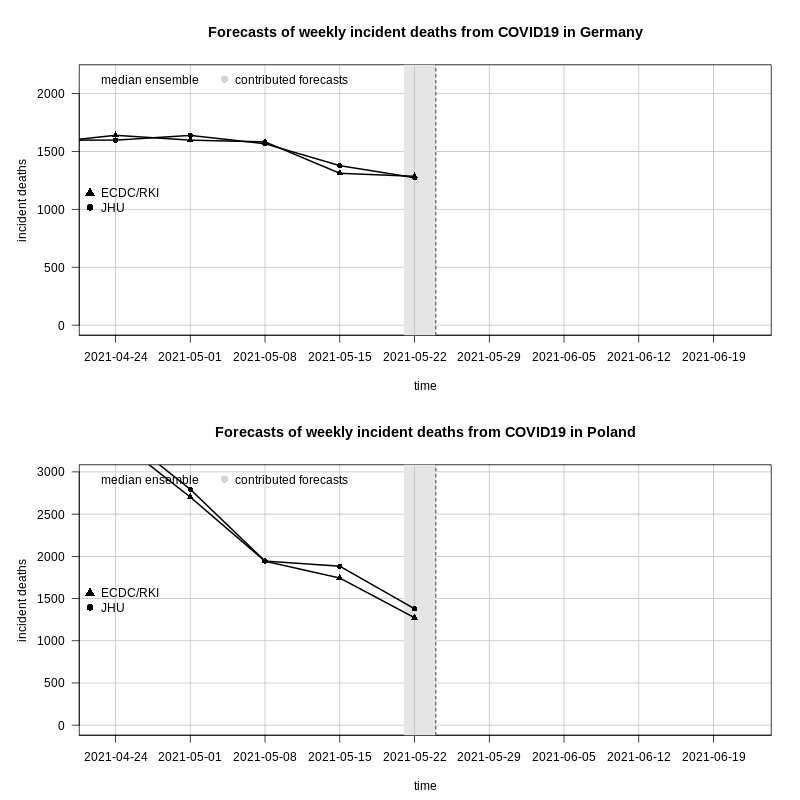 Forecasts of weekly incident deaths from COVID19 in Germany
median ensemble contributed forecasts
2000
1500
ECDC/RKI
JHU
1000
500
0
incident deaths
2021-04-24 2021-05-01 2021-05-08 2021-05-15 2021-05-22 2021-05-29 2021-06-05 2021-06-12 2021-06-19
time
Forecasts of weekly incident deaths from COVID19 in Poland
3000
median ensemble contributed forecasts
2500
2000
1500
ECDC/RKI
JHU
1000
500
0
incident deaths
2021-04-24 2021-05-01 2021-05-08 2021-05-15 2021-05-22 2021-05-29 2021-06-05 2021-06-12 2021-06-19
time